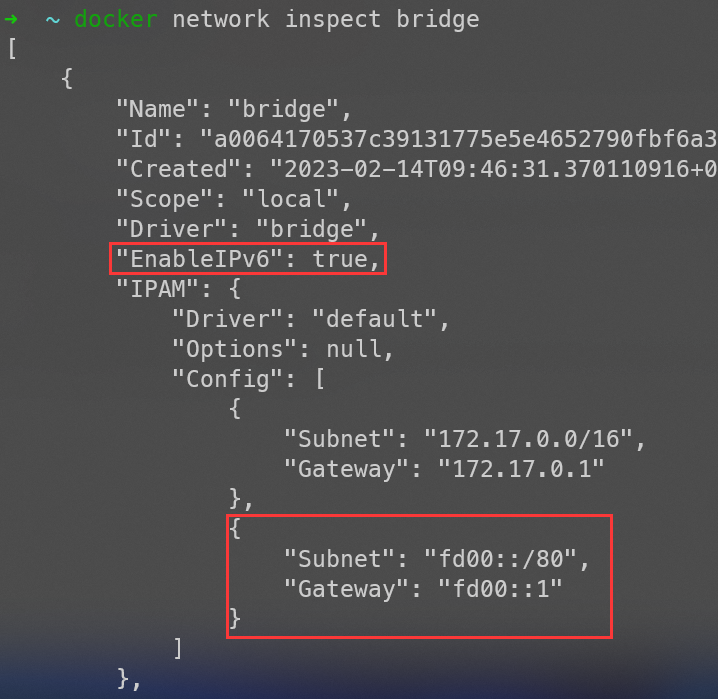 ➜  ~ docker network inspect bridge
[
    {
        "Name": "bridge",
        "Id": "a0064170537c39131775e5e4652790fbf6a3
        "Created": "2023-02-14T09:46:31.370110916+0
        "Scope": "local",
        "Driver": "bridge",
        "EnableIPv6": true,
        "IPAM": {
            "Driver": "default",
            "Options": null,
            "Config": [
                {
                    "Subnet": "172.17.0.0/16",
                    "Gateway": "172.17.0.1"
                },
                {
                    "Subnet": "fd00::/80",
                    "Gateway": "fd00::1"
                }
            ]
        },